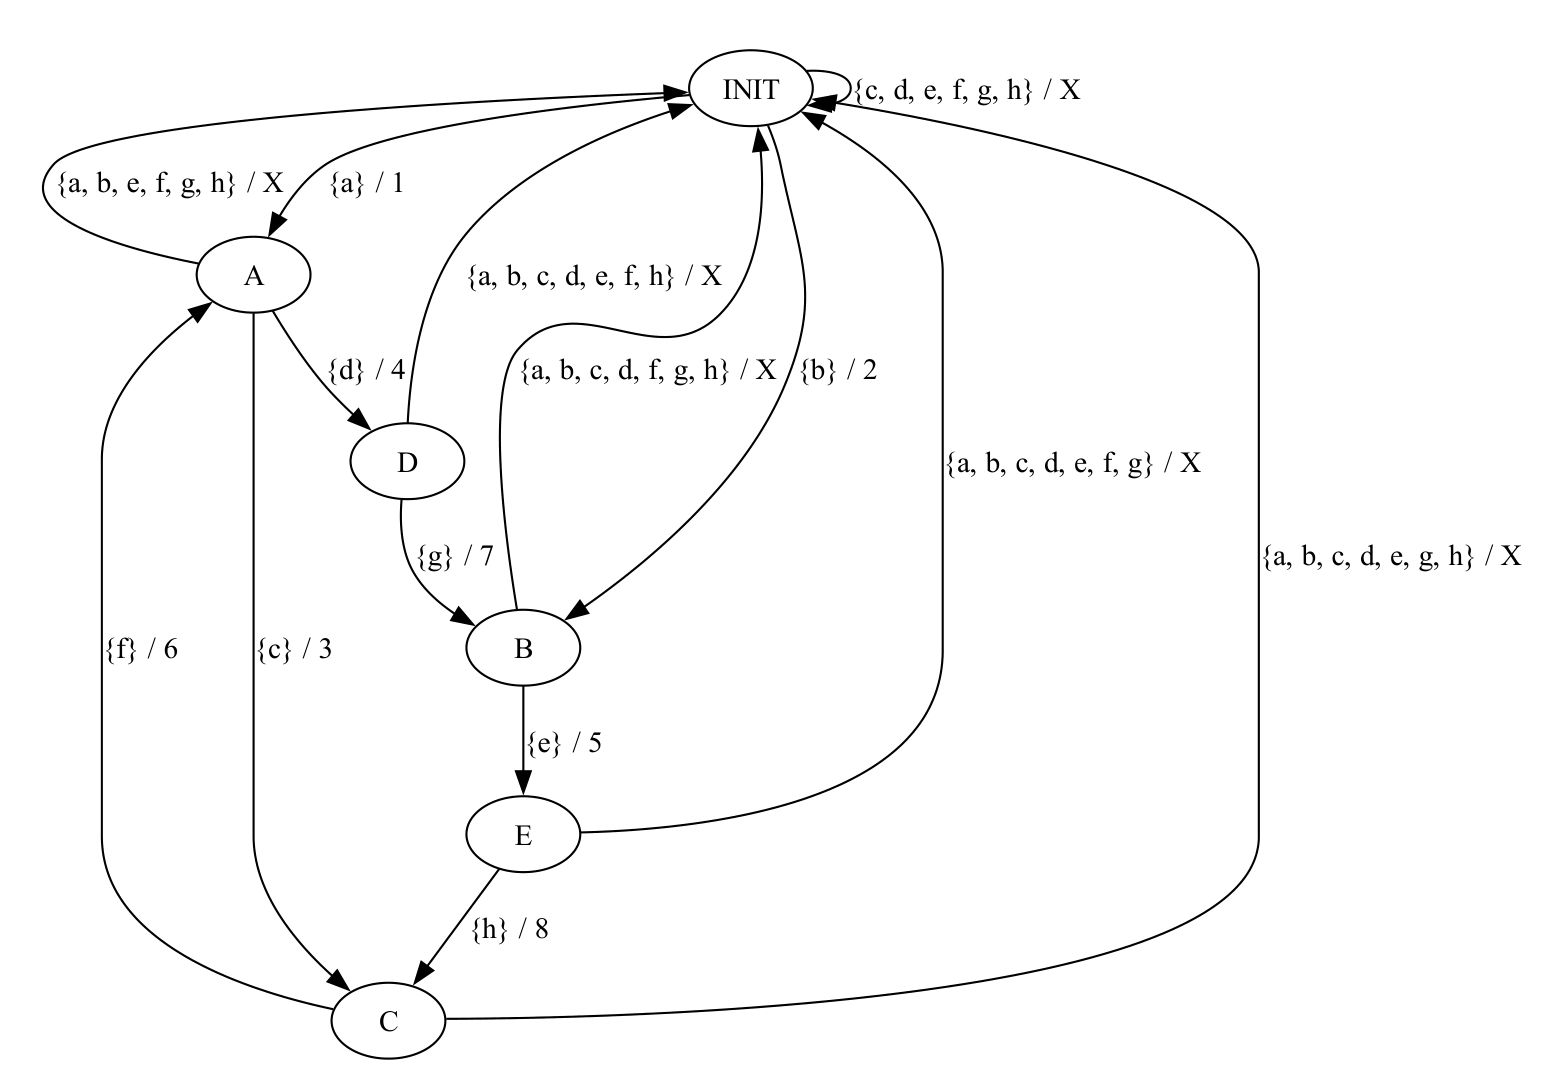 INIT
{c, d, e, f, g, h} / X
{a, b, e, f, g, h} / X
{a} / 1
A
{a, b, c, d, e, f, h} / X
{d} / 4
{a, b, c, d, f, g, h} / X
{b} / 2
D
{a, b, c, d, e, f, g} / X
{g} / 7
{a, b, c, d, e, g, h} / X
{f} / 6
{c} / 3
B
{e} / 5
E
{h} / 8
C